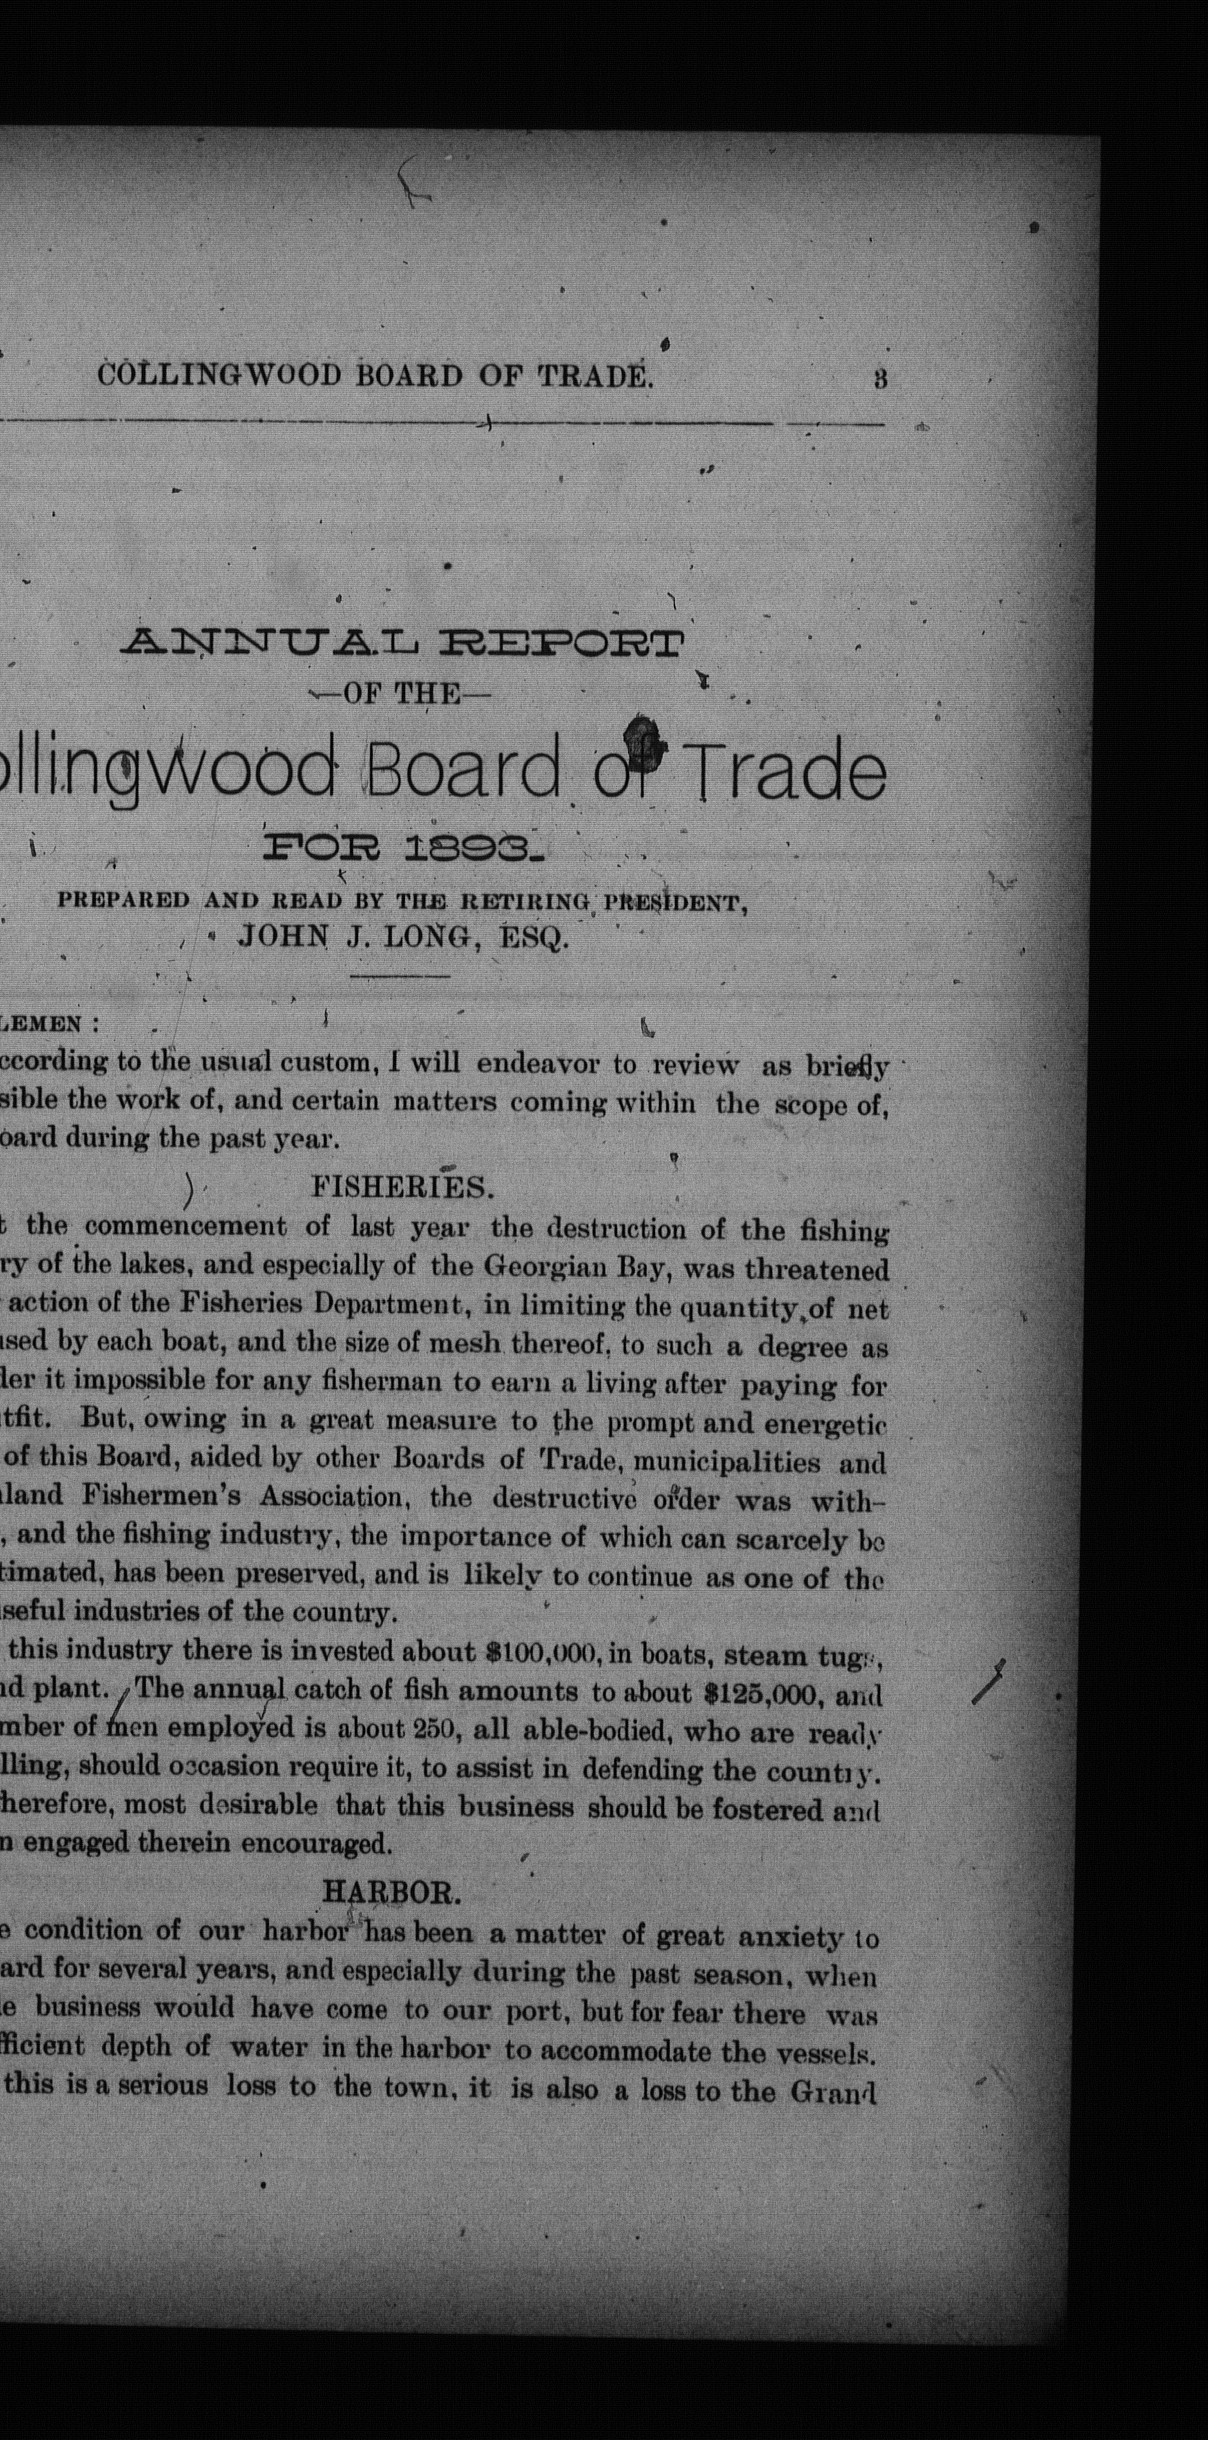 COLLINGWOOD BOARD OF TRADE. 3
ANNUAL REPORT
—OF THE—
ollingwood Board of Trade
FOR 1893.
PREPARED AND READ BY THE RETIRING PRESIDENT,
JOHN J. LONG, ESQ.
LEMEN :
ccording to the usual custom, I will endeavor to review as briefly
sible the work of, and certain matters coming within the scope of,
oard during the past year.
FISHERIES.
t the commencement of last year the destruction of the fishing
ry of the lakes, and especially of the Georgian Bay, was threatened
action of the Fisheries Department, in limiting the quantity of net
used by each boat, and the size of mesh thereof, to such a degree as
der it impossible for any fisherman to earn a living after paying for
tfit. But, owing in a great measure to the prompt and energetic
of this Board, aided by other Boards of Trade, municipalities and
nland Fishermen's Association, the destructive order was with-
, and the fishing industry, the importance of which can scarcely be
timated, has been preserved, and is likely to continue as one of the
seful industries of the country.
this industry there is invested about $100,000, in boats, steam tugs,
nd plant. The annual catch of fish amounts to about $125,000, and
mber of men employed is about 250, all able-bodied, who are ready
lling, should occasion require it, to assist in defending the country.
herefore, most desirable that this business should be fostered and
n engaged therein encouraged.
HARBOR.
e condition of our harbor has been a matter of great anxiety to
ard for several years, and especially during the past season, when
le business would have come to our port, but for fear there was
fficient depth of water in the harbor to accommodate the vessels.
this is a serious loss to the town, it is also a loss to the Grand